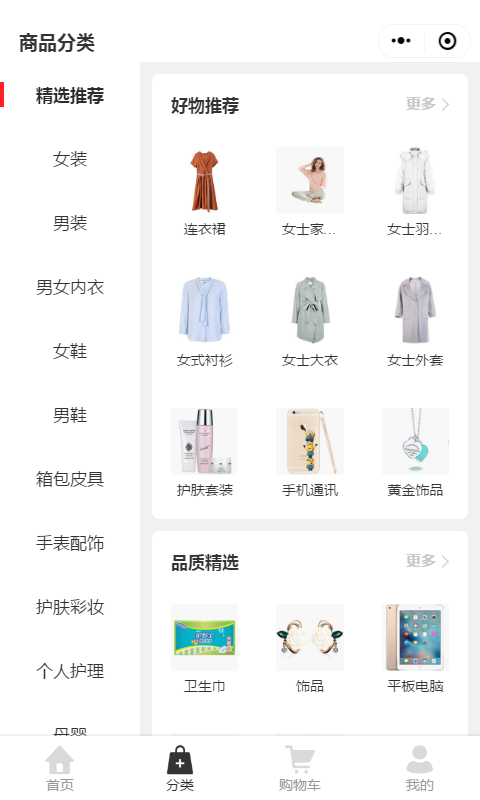 商品分类
精选推荐
女装
男装
男女内衣
女鞋
男鞋
箱包皮具
手表配饰
护肤彩妆
个人护理
母婴
好物推荐
更多
连衣裙
女士家...
女士羽...
女式衬衫
女士大衣
女士外套
护肤套装
手机通讯
黄金饰品
品质精选
更多
卫生巾
饰品
平板电脑
首页
分类
购物车
我的